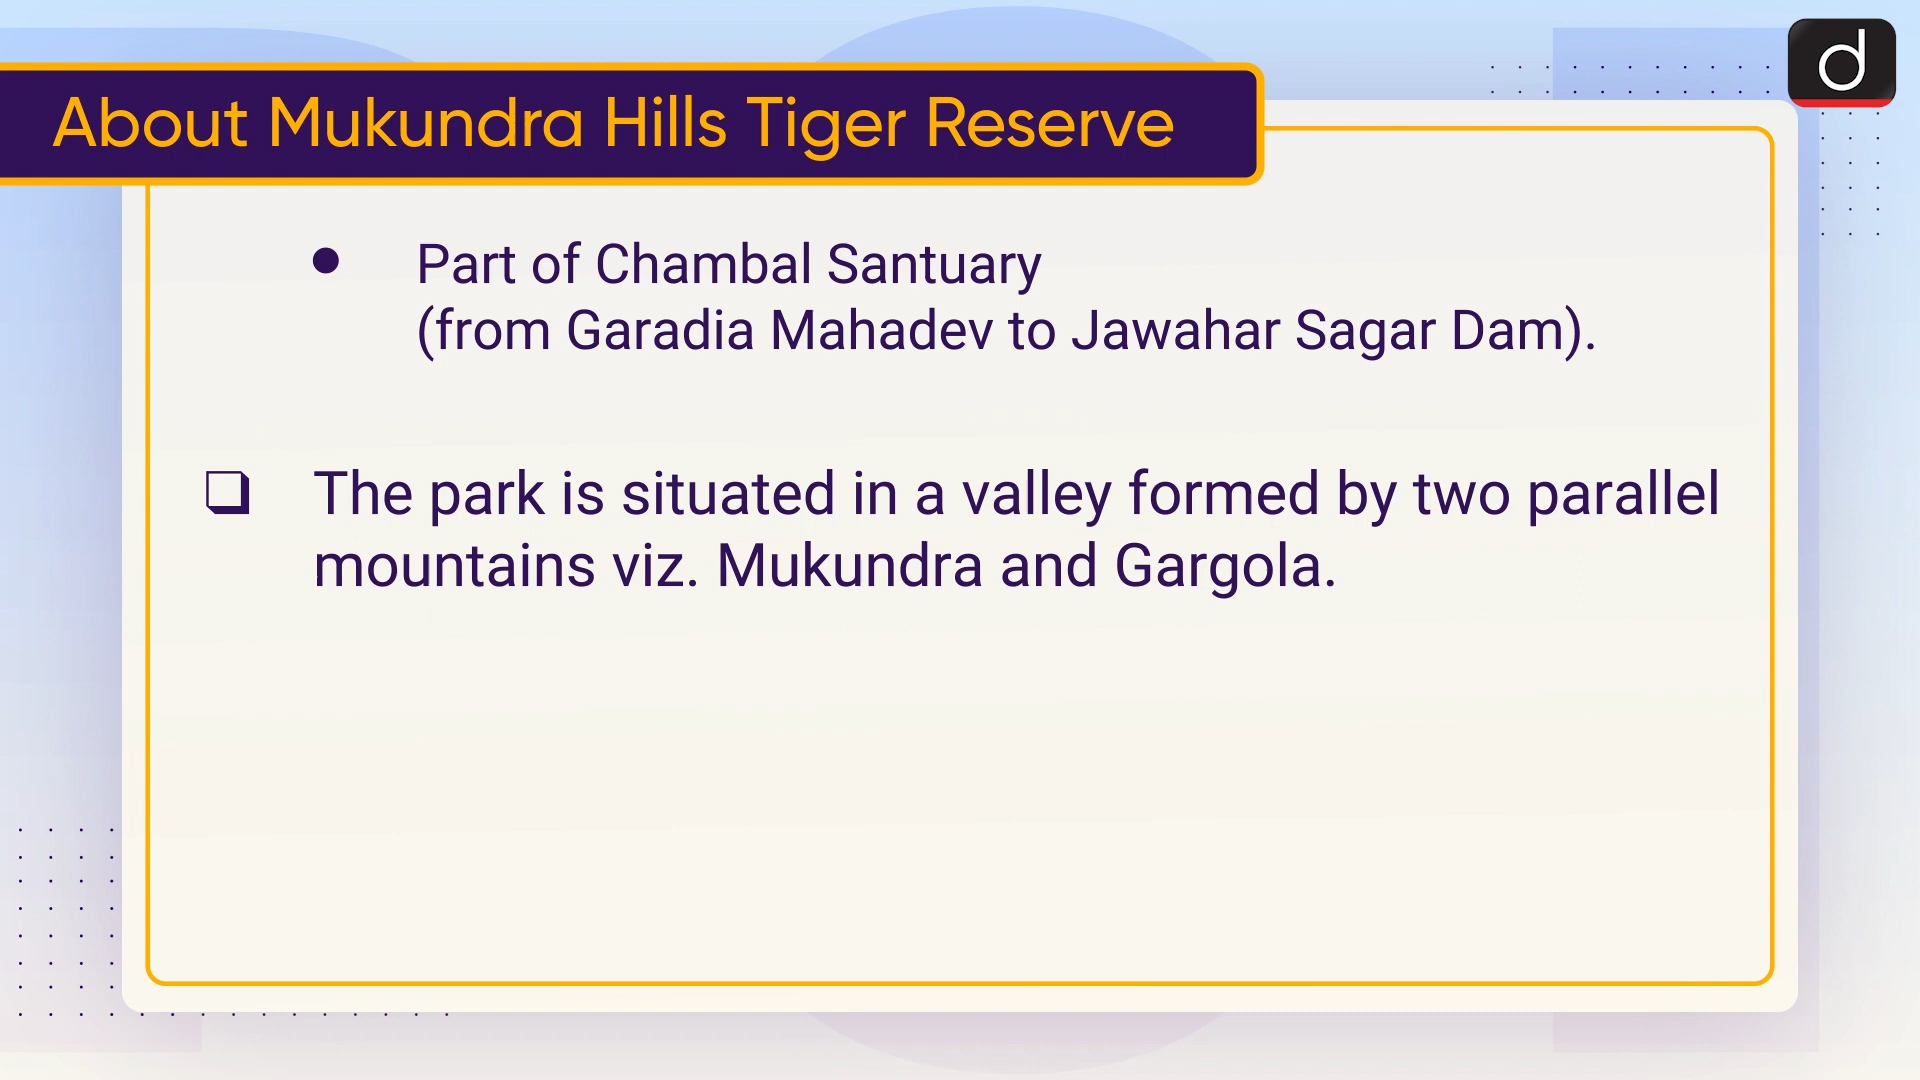 About Mukundra Hills Tiger Reserve
d
● Part of Chambal Santuary
(from Garadia Mahadev to Jawahar Sagar Dam).
❑ The park is situated in a valley formed by two parallel
mountains viz. Mukundra and Gargola.